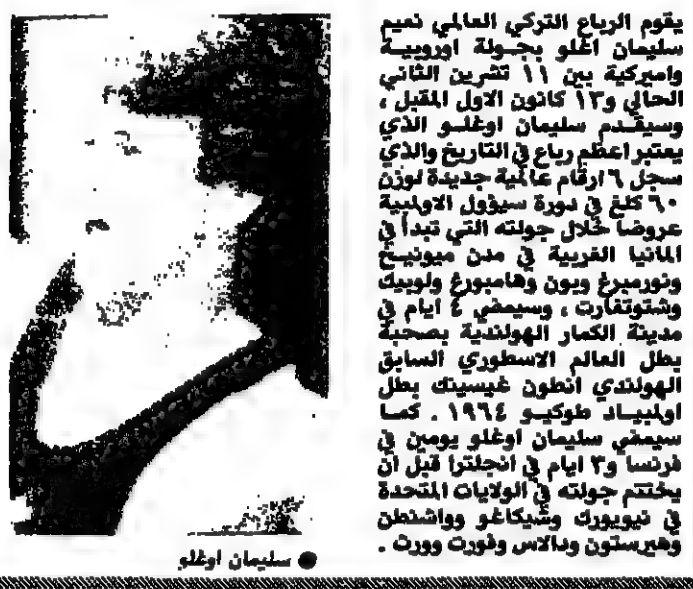 يقوم الرباع التركي العالمي نعيم
سليمان اغلو بجولة اوروبية
واميركية بين ١١ تشرين الثاني
الحالي و١٣ كانون الاول المقبل ،
وسيقدم سليمان اوغلو الذي
يعتبر اعظم رباع في التاريخ والذي
سجل ٦ ارقام عالمية جديدة لوزن
٦٠ كلغ في دورة سيؤول الاولمبية
عروضا خلال جولته التي تبدأ في
المانيا الغربية في مدن ميونيخ
ونورمبرغ وبون وهامبورغ ولوبيك
وشتوتغارت ، وسيمضي ٤ ايام في
مدينة الكمار الهولندية بصحبة
بطل العالم الاسطوري السابق
الهولندي انطون غيسينك بطل
اولمبياد طوكيو ١٩٦٤ . كما
سيمضي سليمان اوغلو يومين في
فرنسا و٣ ايام في انجلترا قبل ان
يختتم جولته في الولايات المتحدة
في نيويورك وشيكاغو وواشنطن
وهيرستون ودالاس وفورت وورث .
● سليمان اوغلو